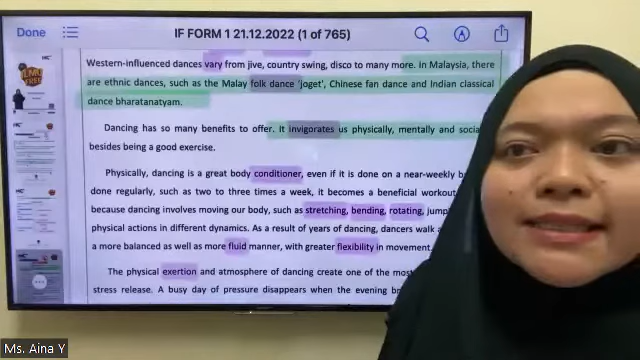 Done
IF FORM 1 21.12.2022 (1 of 765)
Western-influenced dances vary from jive, country swing, disco to many more. In Malaysia, there
are ethnic dances, such as the Malay folk dance 'joget', Chinese fan dance and Indian classical
dance bharatanatyam.
Dancing has so many benefits to offer. It invigorates us physically, mentally and
besides being a good exercise.
Physically, dancing is a great body conditioner, even if it is done on a near-weekly
done regularly, such as two to three times a week, it becomes a beneficial workout
because dancing involves moving our body, such as stretching, bending, rotating,
physical actions in different dynamics. As a result of years of dancing, dancers walk
a more balanced as well as more fluid manner, with greater flexibility in movement.
The physical exertion and atmosphere of dancing create one of the most
stress release. A busy day of pressure disappears when the evening
Ms. Aina Y